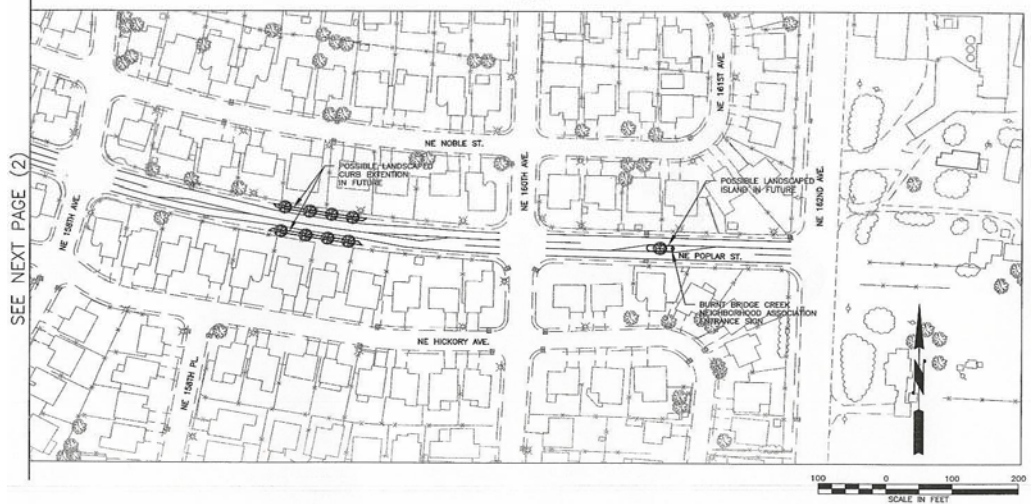 SEE NEXT PAGE (2)
NE 161ST AVE.
NE NOBLE ST.
POSSIBLE LANDSCAPED
CURB EXTENTION
IN FUTURE
NE 160TH AVE.
POSSIBLE LANDSCAPED
ISLAND IN FUTURE
NE 162ND AVE.
NE 158TH AVE.
NE POPLAR ST.
BURNT BRIDGE CREEK
NEIGHBORHOOD ASSOCIATION
ENTRANCE SIGN
NE HICKORY AVE.
NE 158TH PL.
100 0 100 200
SCALE IN FEET